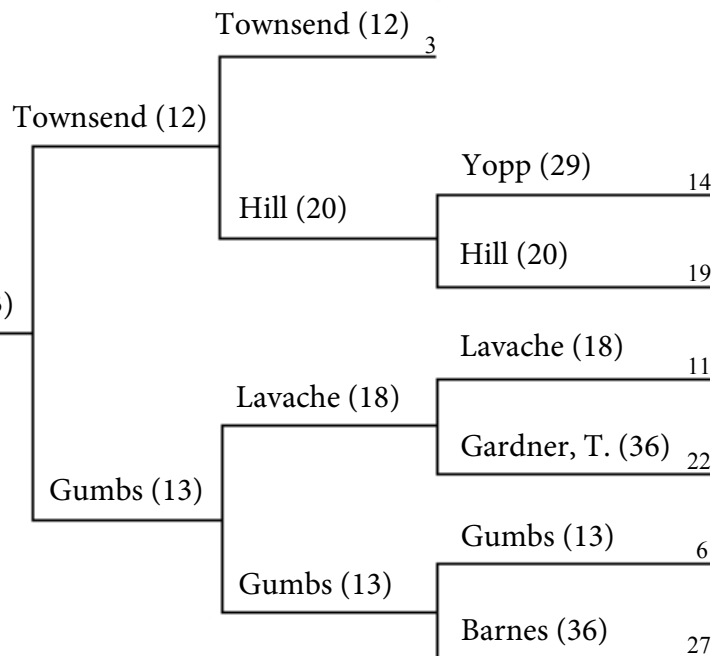 Townsend (12) 3
Townsend (12)
Yopp (29) 14
Hill (20)
Hill (20) 19
)
Lavache (18) 11
Lavache (18)
Gardner, T. (36) 22
Gumbs (13)
Gumbs (13) 6
Gumbs (13)
Barnes (36) 27